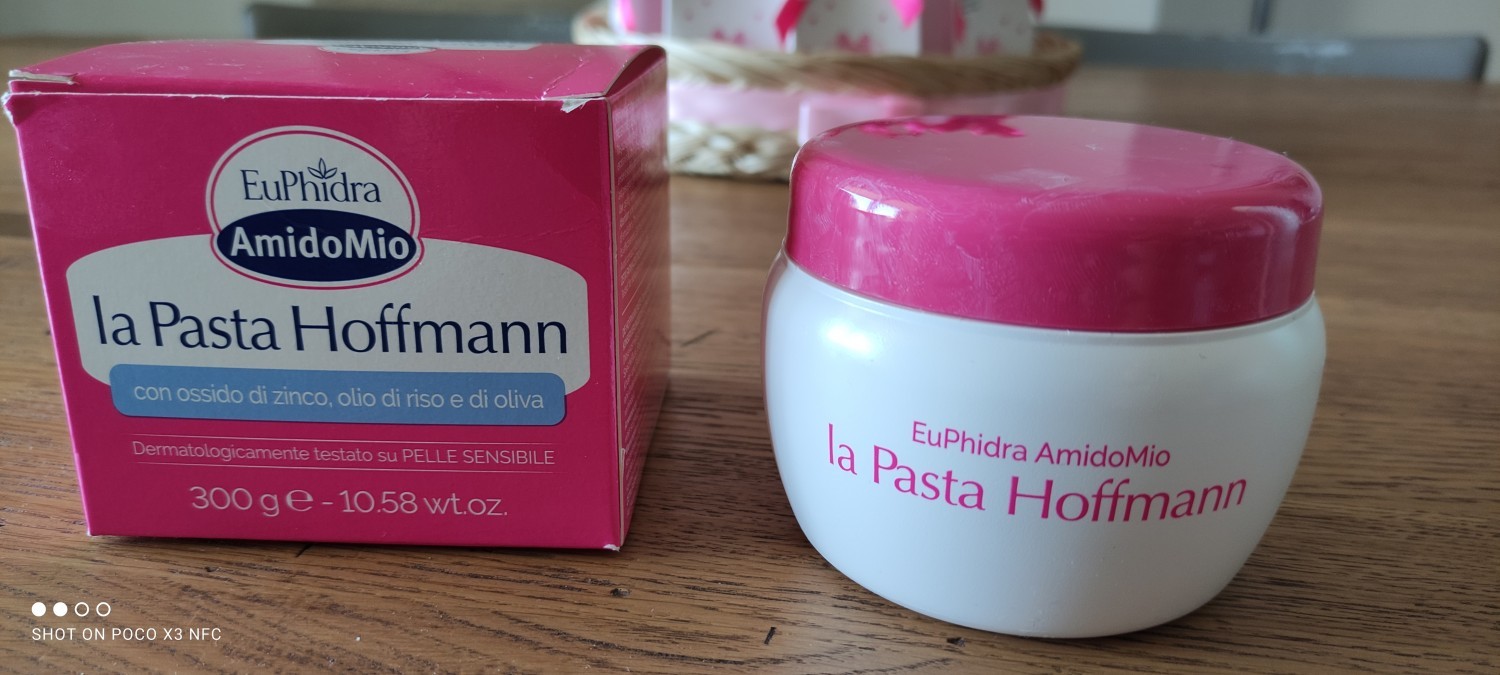 EuPhidra
AmidoMio
la Pasta Hoffmann
con ossido di zinco, olio di riso e di oliva
Dermatologicamente testato su PELLE SENSIBILE
300 g ℮ - 10.58 wt.oz.
EuPhidra AmidoMio
la Pasta Hoffmann
SHOT ON POCO X3 NFC